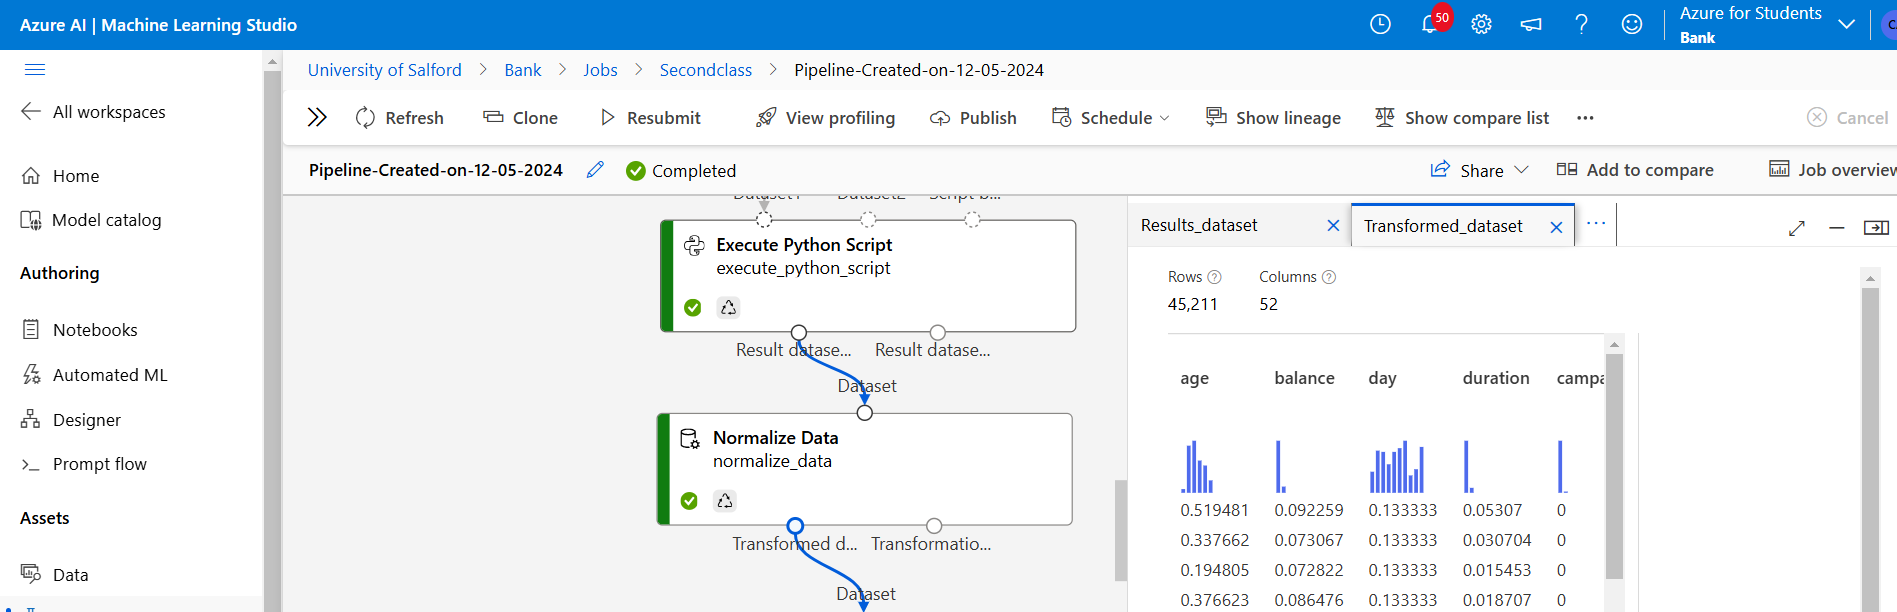 Azure AI | Machine Learning Studio
50
Azure for Students
Bank
All workspaces
Home
Model catalog
Authoring
Notebooks
Automated ML
Designer
Prompt flow
Assets
Data
University of Salford > Bank > Jobs > Secondclass > Pipeline-Created-on-12-05-2024
Refresh Clone Resubmit View profiling Publish Schedule Show lineage Show compare list ··· Cancel
Pipeline-Created-on-12-05-2024 Completed Share Add to compare Job overview
Dataset1 Dataset2 Script b...
Execute Python Script
execute_python_script
Result datase... Result datase...
Dataset
Normalize Data
normalize_data
Transformed d... Transformatio...
Dataset
Results_dataset Transformed_dataset ···
Rows Columns
45,211 52
age balance day duration campa
0.519481 0.092259 0.133333 0.05307 0
0.337662 0.073067 0.133333 0.030704 0
0.194805 0.072822 0.133333 0.015453 0
0.376623 0.086476 0.133333 0.018707 0